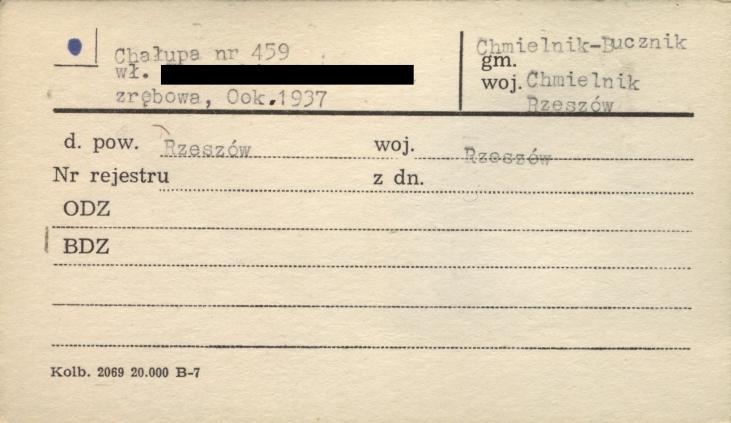 Chałupa nr 459
wł.
zrębowa, Ook.1937
Chmielnik-Bucznik
gm.
woj. Chmielnik
Rzeszów
d. pow. Rzeszów woj. Rzeszów
Nr rejestru z dn.
ODZ
BDZ
Kolb. 2069 20.000 B-7